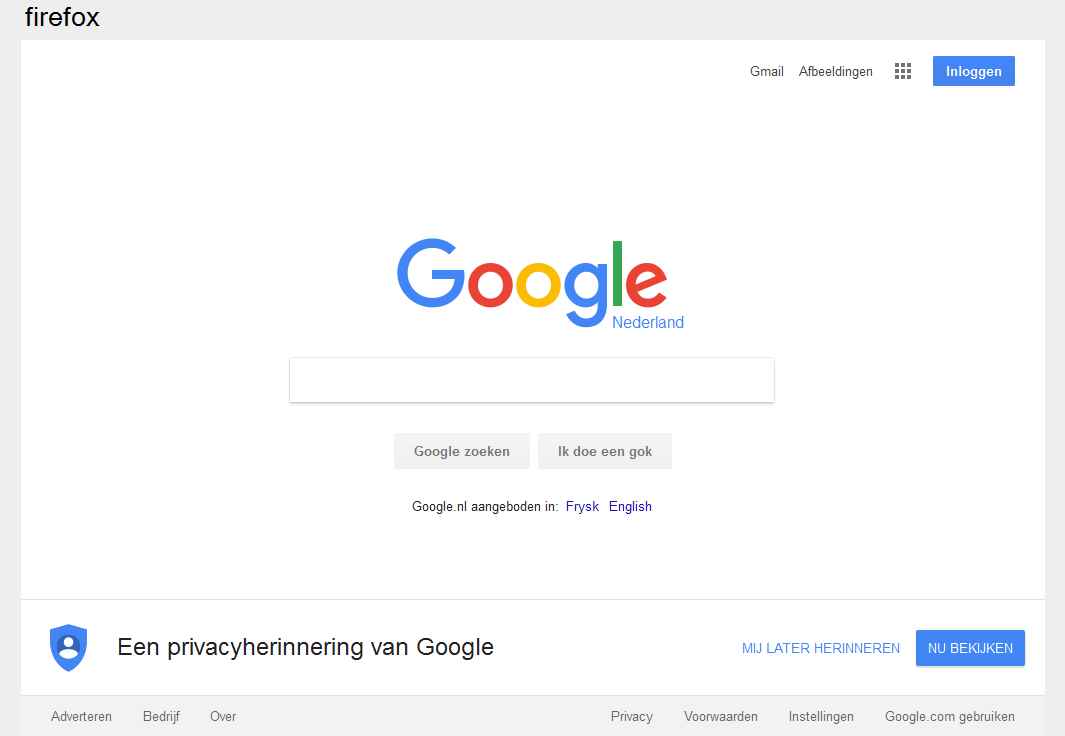 firefox
Gmail Afbeeldingen Inloggen
Google
Nederland
Google zoeken Ik doe een gok
Google.nl aangeboden in: Frysk English
Een privacyherinnering van Google MIJ LATER HERINNEREN NU BEKIJKEN
Adverteren Bedrijf Over Privacy Voorwaarden Instellingen Google.com gebruiken